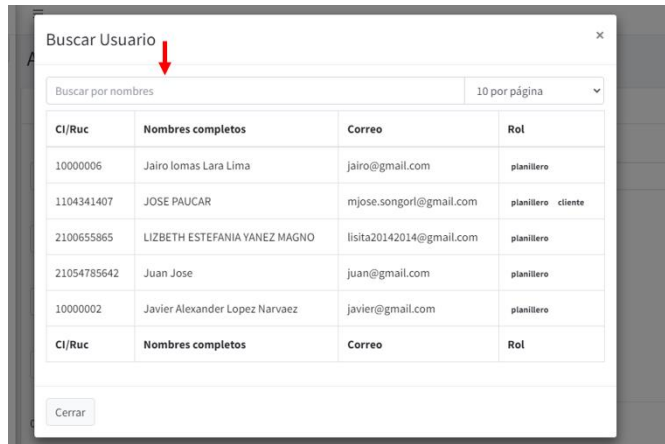 Buscar Usuario
×
Buscar por nombres 10 por página
CI/Ruc Nombres completos Correo Rol
10000006 Jairo lomas Lara Lima jairo@gmail.com planillero
1104341407 JOSE PAUCAR mjose.songorl@gmail.com planillero cliente
2100655865 LIZBETH ESTEFANIA YANEZ MAGNO lisita20142014@gmail.com planillero
21054785642 Juan Jose juan@gmail.com planillero
10000002 Javier Alexander Lopez Narvaez javier@gmail.com planillero
CI/Ruc Nombres completos Correo Rol
Cerrar